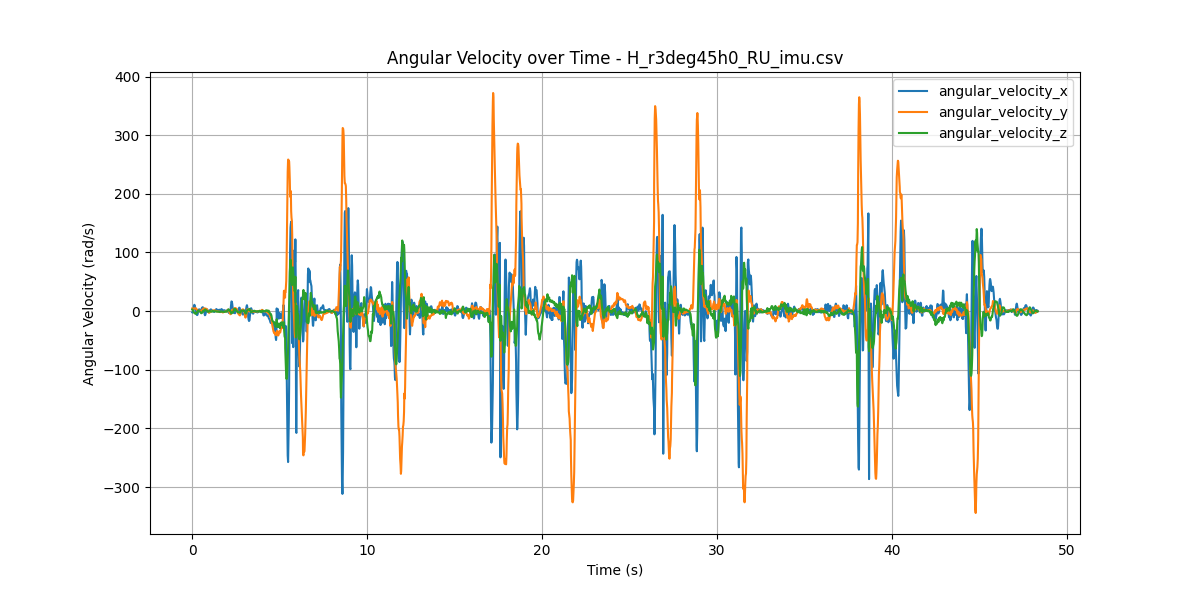 Angular Velocity over Time - H_r3deg45h0_RU_imu.csv
angular_velocity_x
angular_velocity_y
angular_velocity_z
Angular Velocity (rad/s)
400
300
200
100
0
−100
−200
−300
0
10
20
30
40
50
Time (s)